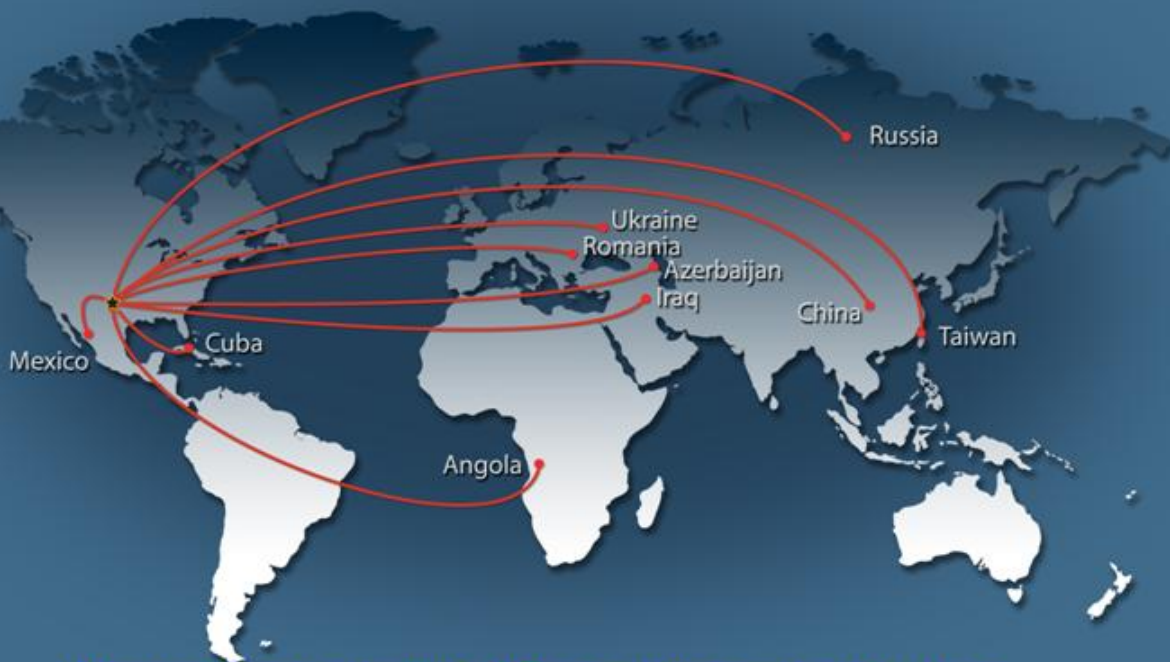 Russia
Ukraine
Romania
Azerbaijan
Iraq
China
Taiwan
Cuba
Mexico
Angola